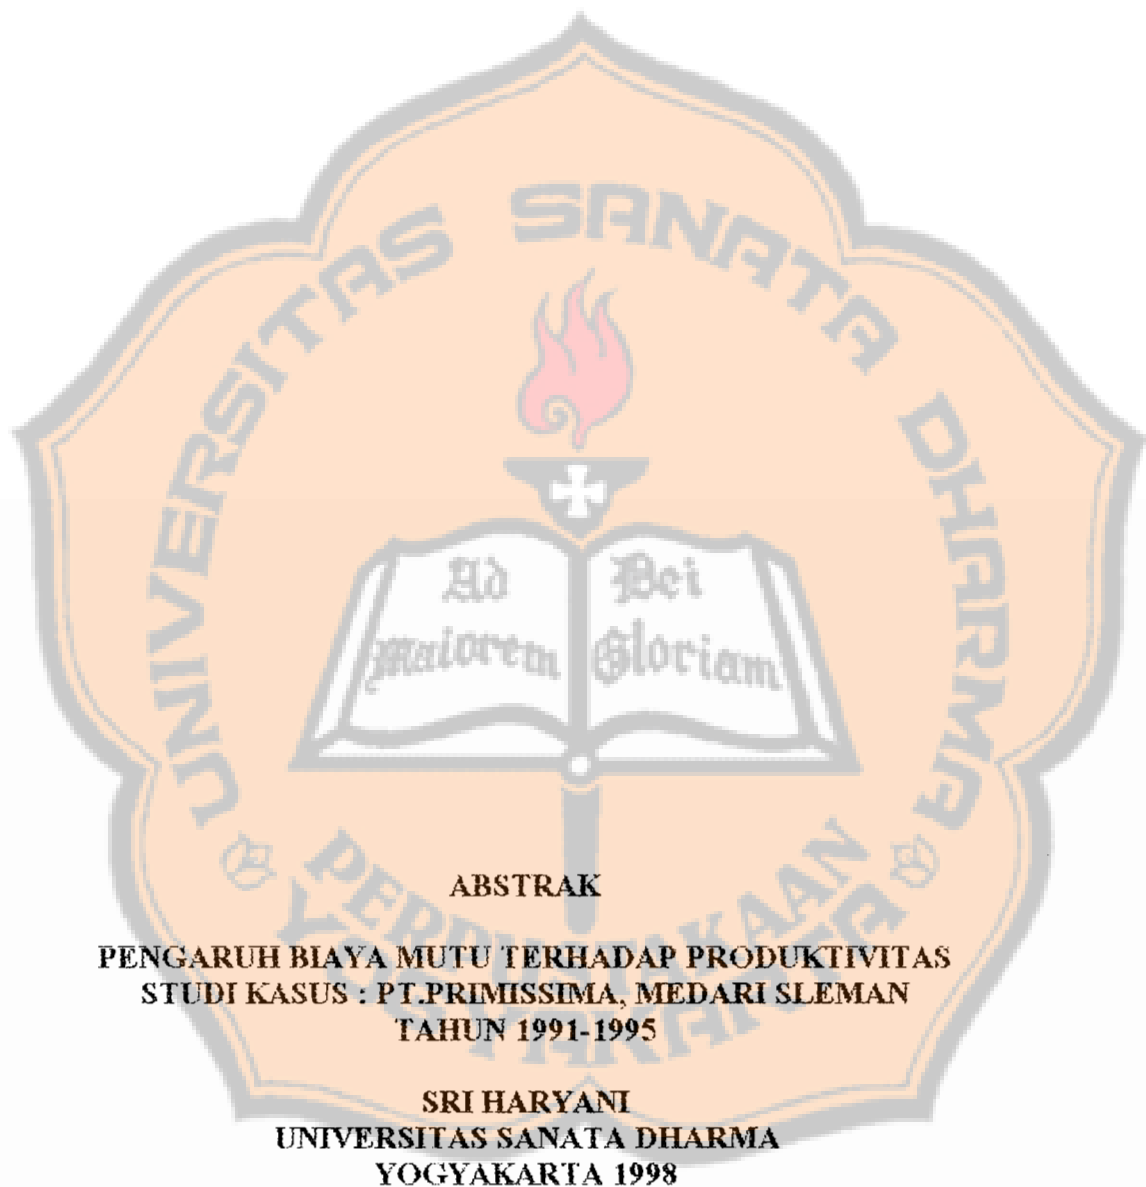 UNIVERSITAS SANATA DHARMA
Ad Dei
maiorem Gloriam
PERPUSTAKAAN
YOGYAKARTA
ABSTRAK
PENGARUH BIAYA MUTU TERHADAP PRODUKTIVITAS
STUDI KASUS : PT.PRIMISSIMA, MEDARI SLEMAN
TAHUN 1991-1995
SRI HARYANI
UNIVERSITAS SANATA DHARMA
YOGYAKARTA 1998